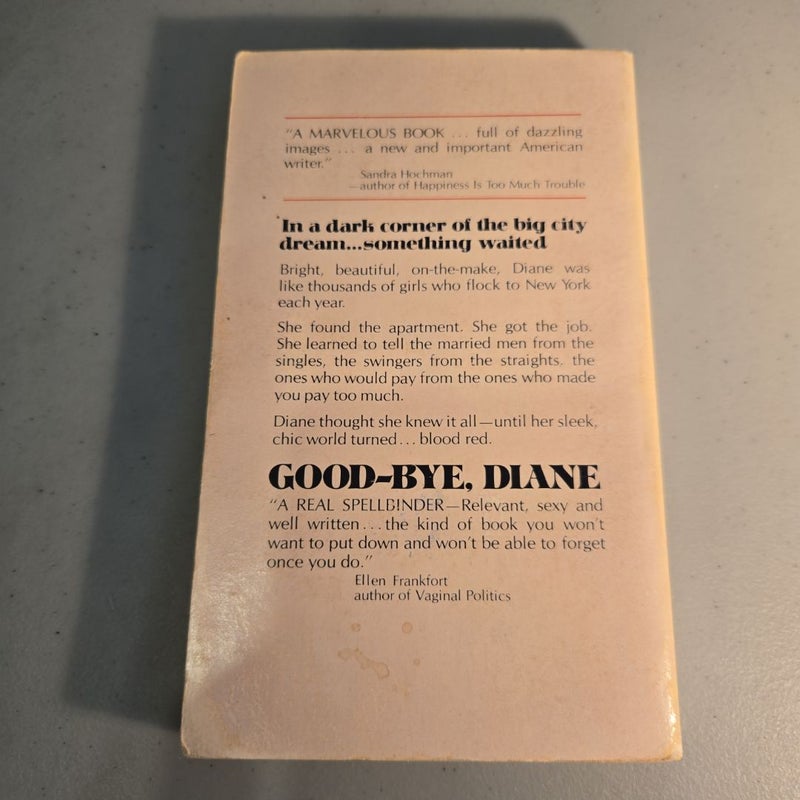 "A MARVELOUS BOOK ... full of dazzling
images ... a new and important American
writer."
Sandra Hochman
—author of Happiness Is Too Much Trouble
In a dark corner of the big city
dream...something waited
Bright, beautiful, on-the-make, Diane was
like thousands of girls who flock to New York
each year.
She found the apartment. She got the job.
She learned to tell the married men from the
singles, the swingers from the straights, the
ones who would pay from the ones who made
you pay too much.
Diane thought she knew it all—until her sleek,
chic world turned ... blood red.
GOOD-BYE, DIANE
"A REAL SPELLBINDER—Relevant, sexy and
well written ... the kind of book you won't
want to put down and won't be able to forget
once you do."
Ellen Frankfort
author of Vaginal Politics